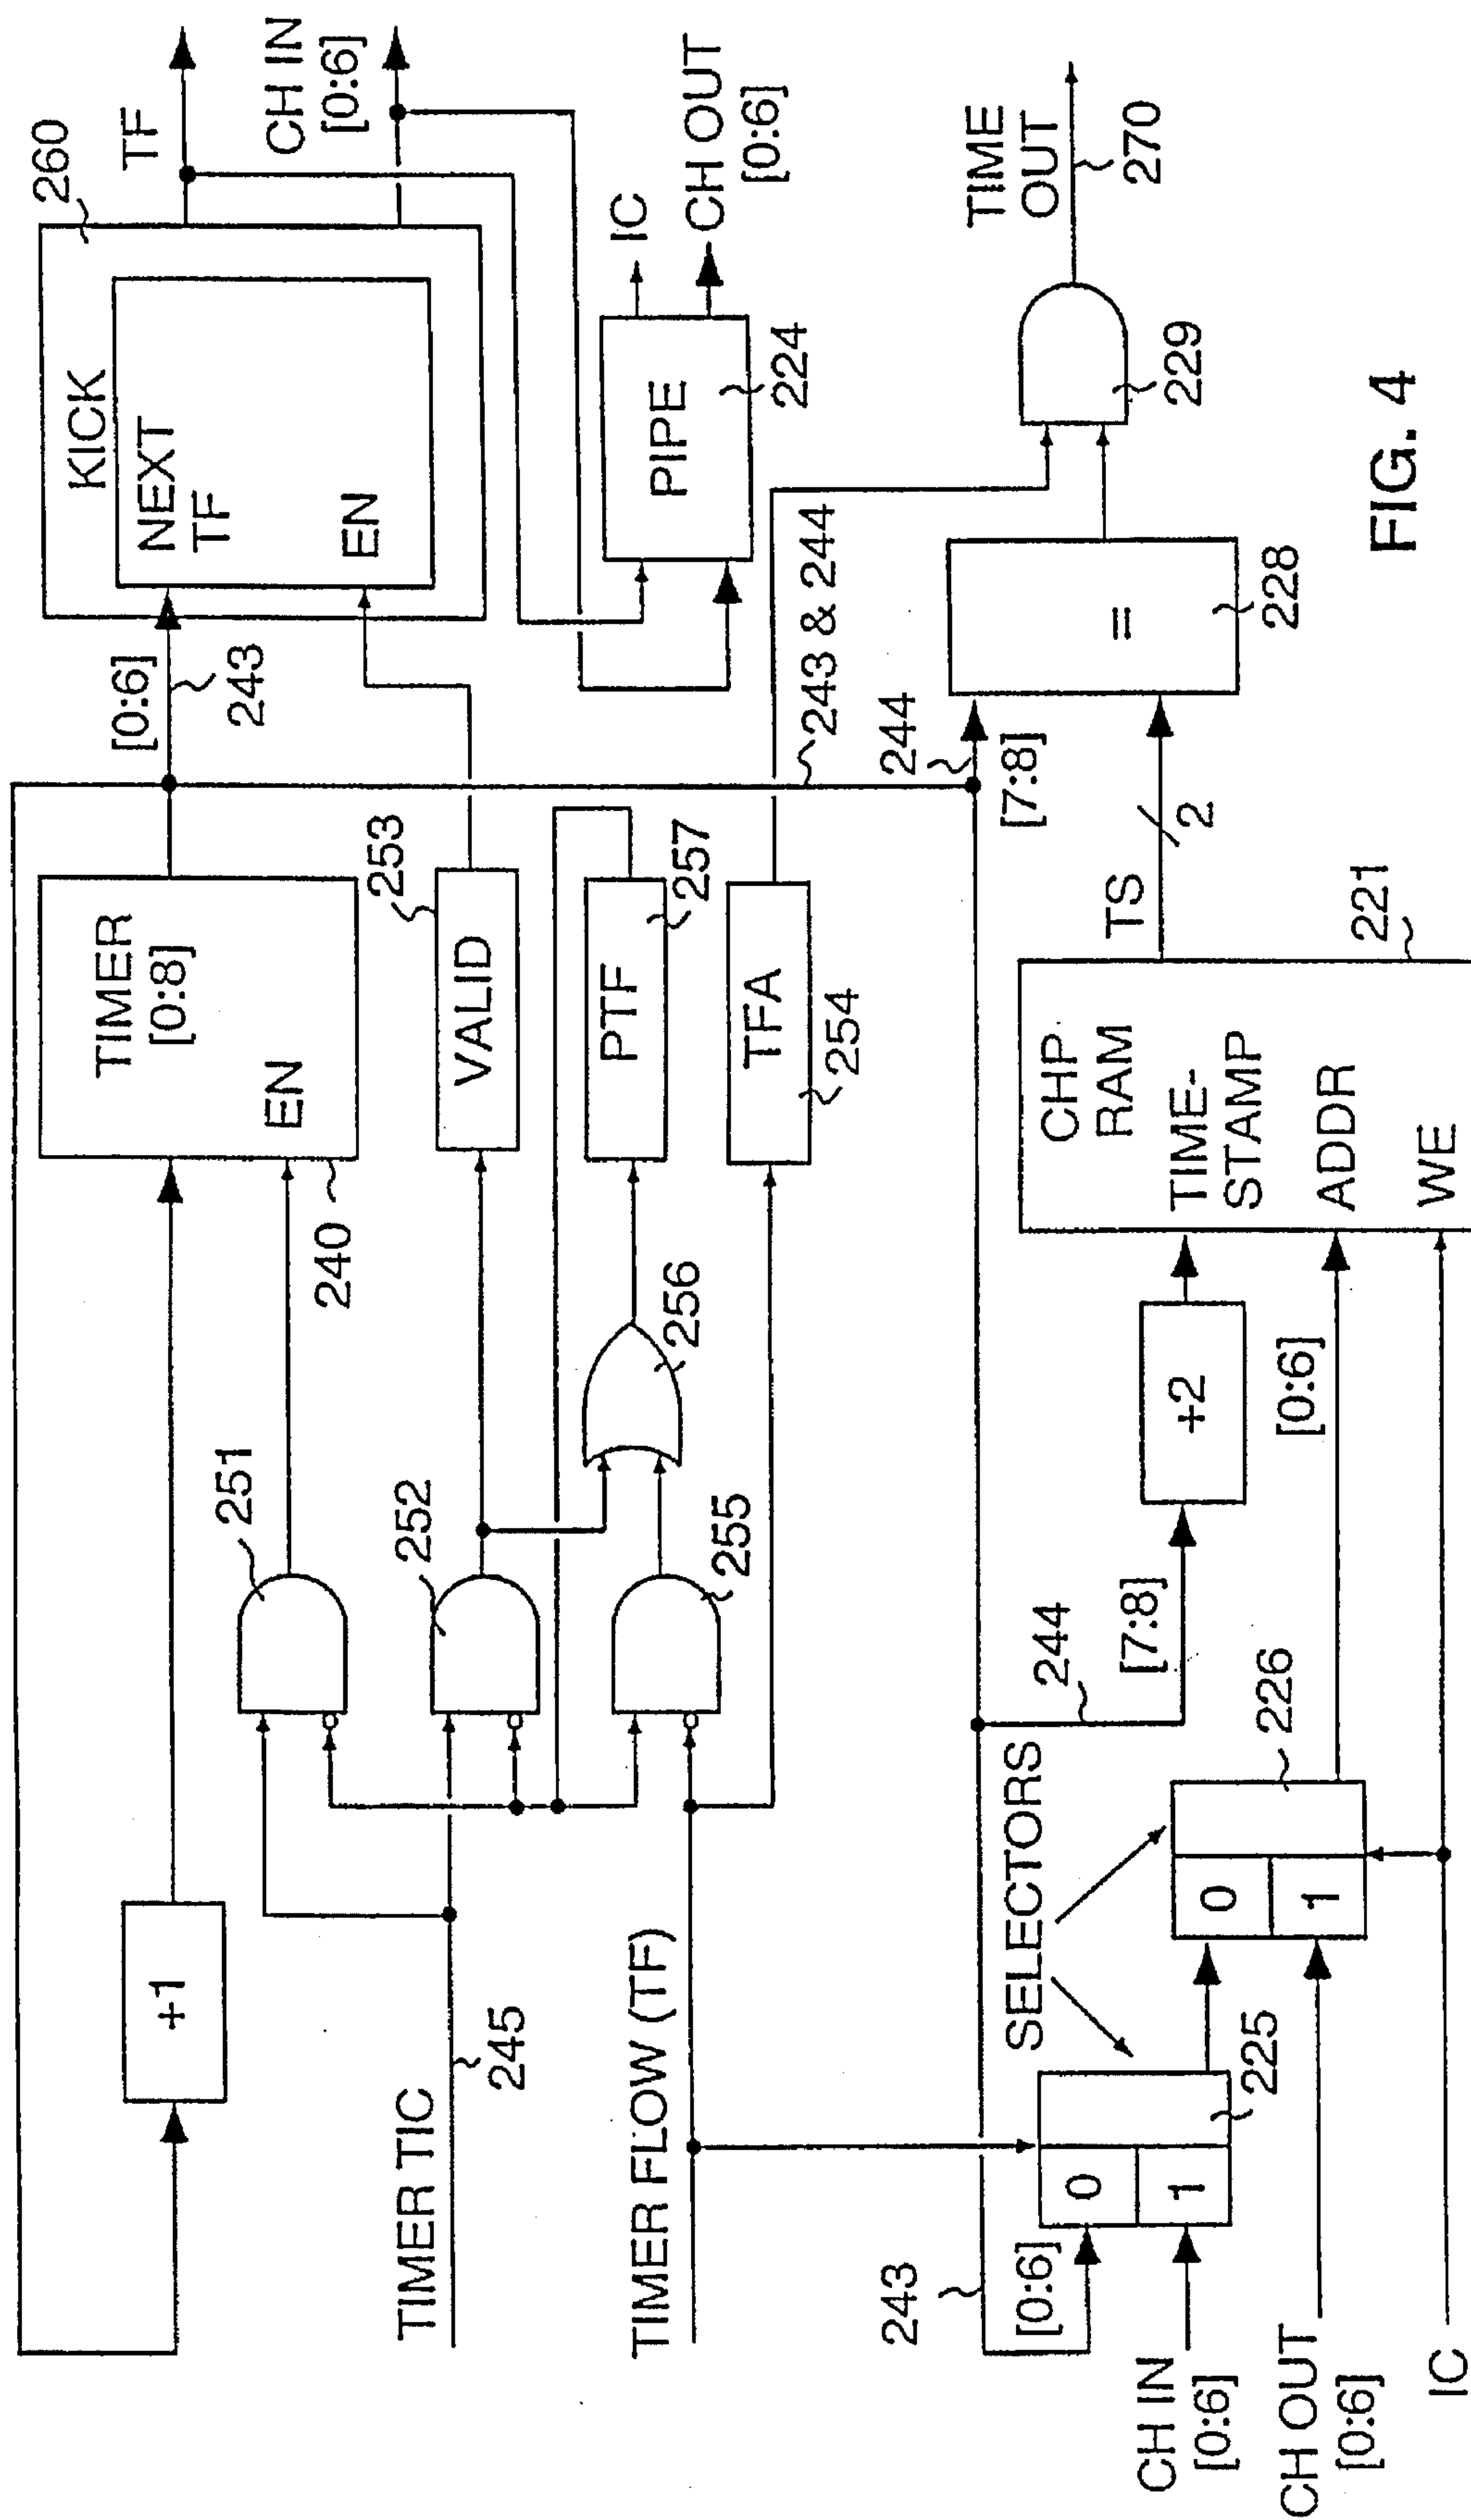 +1
TIMER
[0:8]
EN
240
[0:6]
243
KICK
NEXT
TF
EN
260
TF
CH IN
[0:6]
251
252
253
VALID
TIMER TIC
245
256
PTF
257
PIPE
224
IC
CH OUT
[0:6]
TIMER FLOW (TF)
255
TFA
254
243 & 244
243
[0:6]
CH IN
[0:6]
CH OUT
[0:6]
IC
0
1
225
SELECTORS
0
1
226
244
[7:8]
+2
[0:6]
CHP
RAM
TIME-
STAMP
ADDR
WE
221
TS
2
244
[7:8]
=
228
229
TIME
OUT
270
FIG. 4